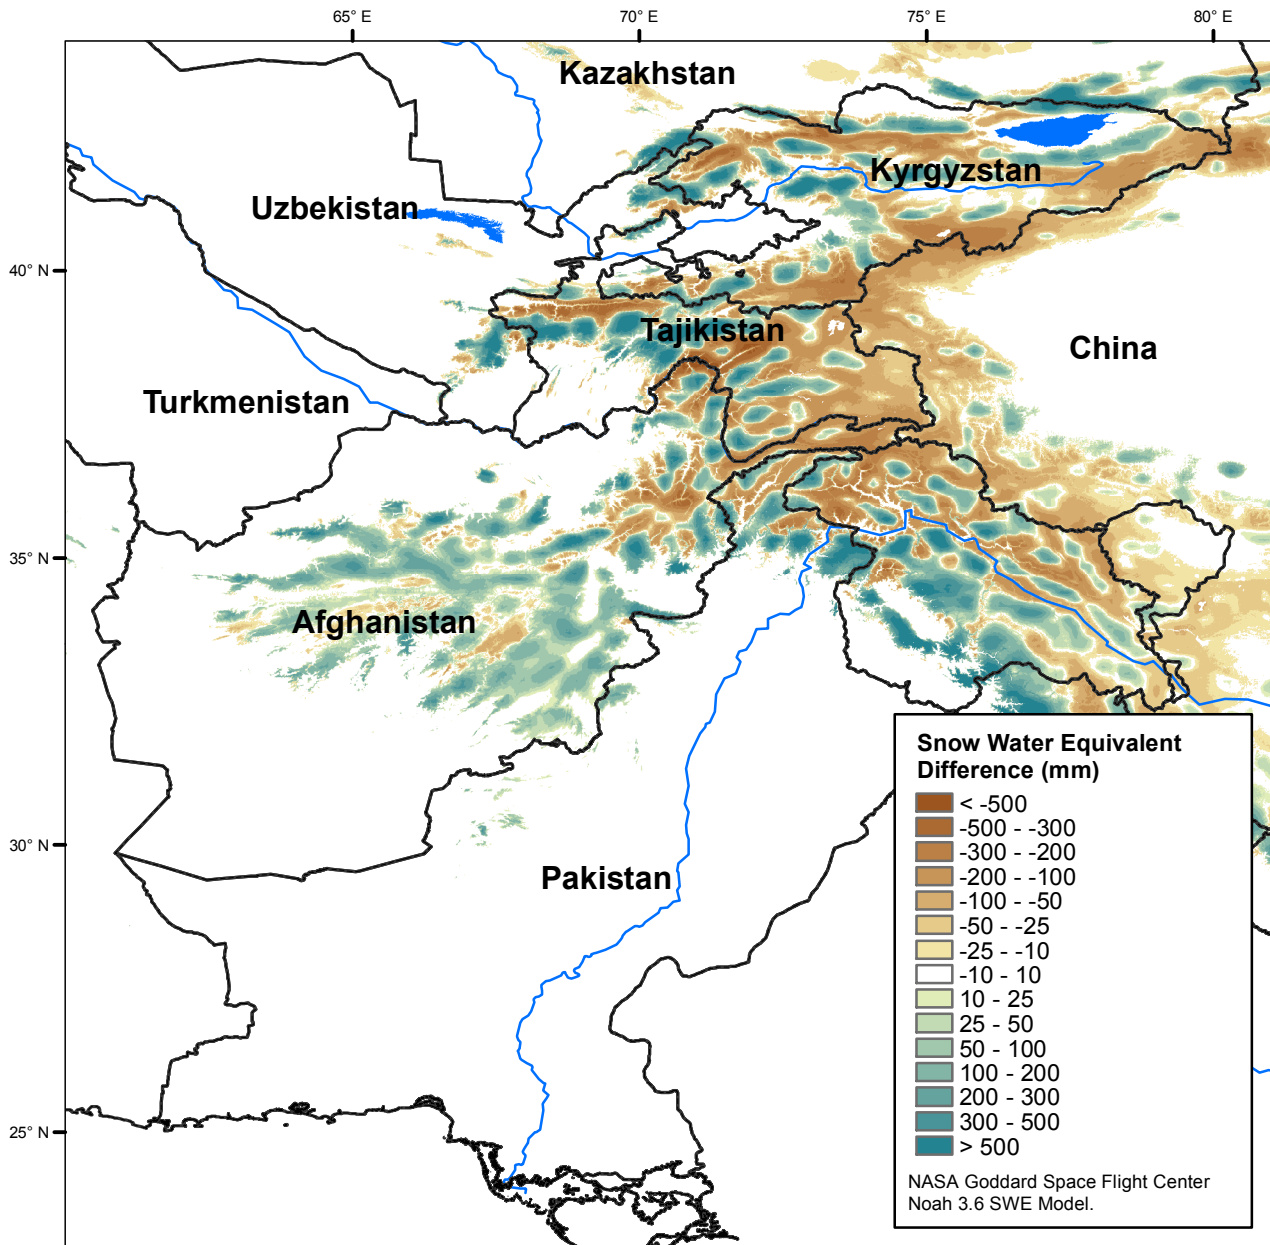 65° E
70° E
75° E
80° E
Kazakhstan
Kyrgyzstan
Uzbekistan
40° N
Tajikistan
China
Turkmenistan
35° N
Afghanistan
30° N
Pakistan
25° N
Snow Water Equivalent
Difference (mm)
< -500
-500 - -300
-300 - -200
-200 - -100
-100 - -50
-50 - -25
-25 - -10
-10 - 10
10 - 25
25 - 50
50 - 100
100 - 200
200 - 300
300 - 500
> 500
NASA Goddard Space Flight Center
Noah 3.6 SWE Model.